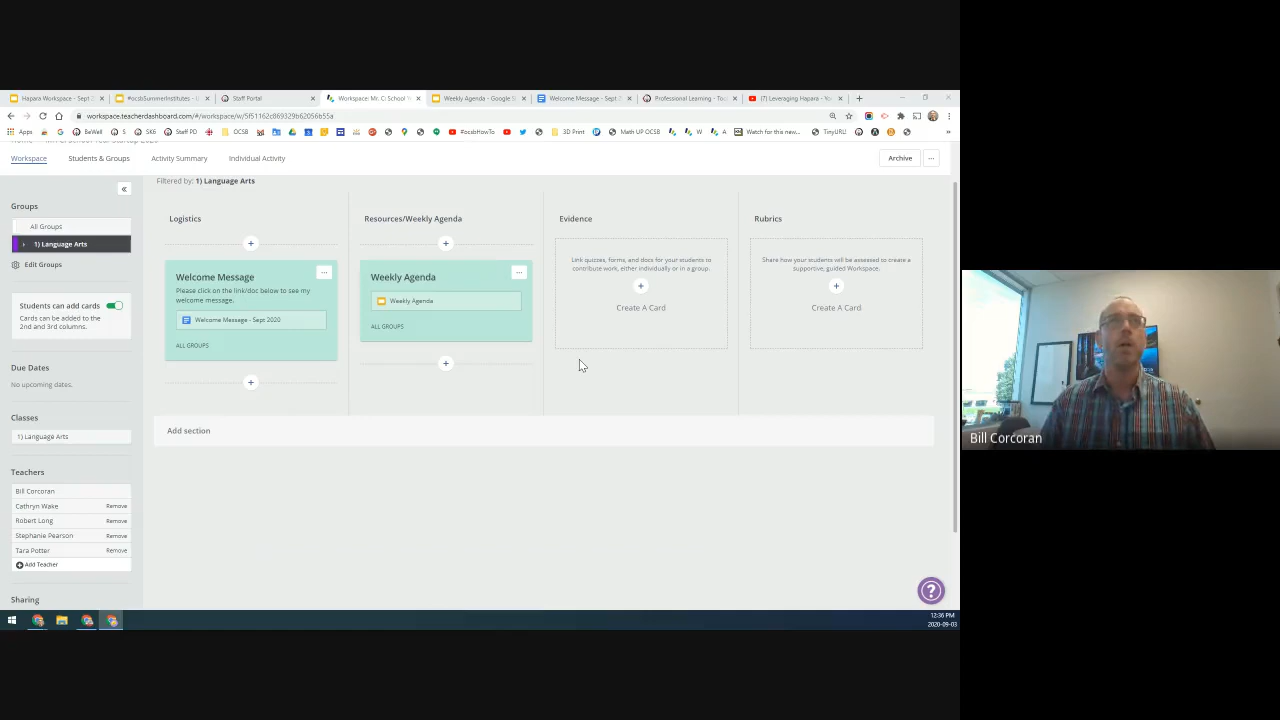 Hapara Workspace - Sept 2
#ocsbSummerInstitutes - L
Staff Portal
Workspace: Mr. C: School Y
Weekly Agenda - Google S
Welcome Message - Sept 2
Professional Learning - Tou
(7) Leveraging Hapara - Yo
workspace.teacherdashboard.com/#/workspace/w/5f51162c869329b62056b55a
Apps
BeWell
S
SK6
Staff PD
OCSB
#ocsbHowTo
3D Print
Math UP OCSB
W
A
Watch for this new...
TinyURL!
Workspace
Students & Groups
Activity Summary
Individual Activity
Archive
Filtered by: 1) Language Arts
Groups
All Groups
1) Language Arts
Edit Groups
Students can add cards
Cards can be added to the
2nd and 3rd columns.
Due Dates
No upcoming dates.
Classes
1) Language Arts
Teachers
Bill Corcoran
Cathryn Wake Remove
Robert Long Remove
Stephanie Pearson Remove
Tara Potter Remove
Add Teacher
Sharing
Logistics
Welcome Message
Please click on the link/doc below to see my
welcome message.
Welcome Message - Sept 2020
ALL GROUPS
Resources/Weekly Agenda
Weekly Agenda
Weekly Agenda
ALL GROUPS
Evidence
Link quizzes, forms, and docs for your students to
contribute work, either individually or in a group.
Create A Card
Rubrics
Share how your students will be assessed to create a
supportive, guided Workspace.
Create A Card
Add section
12:36 PM
2020-09-03
Bill Corcoran